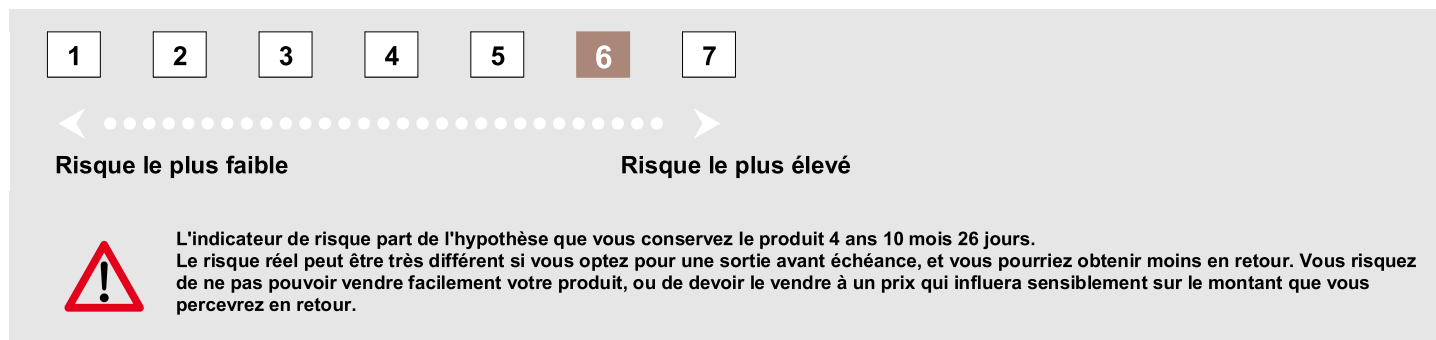 1 2 3 4 5 6 7
Risque le plus faible Risque le plus élevé
L'indicateur de risque part de l'hypothèse que vous conservez le produit 4 ans 10 mois 26 jours.
Le risque réel peut être très différent si vous optez pour une sortie avant échéance, et vous pourriez obtenir moins en retour. Vous risquez
de ne pas pouvoir vendre facilement votre produit, ou de devoir le vendre à un prix qui influera sensiblement sur le montant que vous
percevrez en retour.